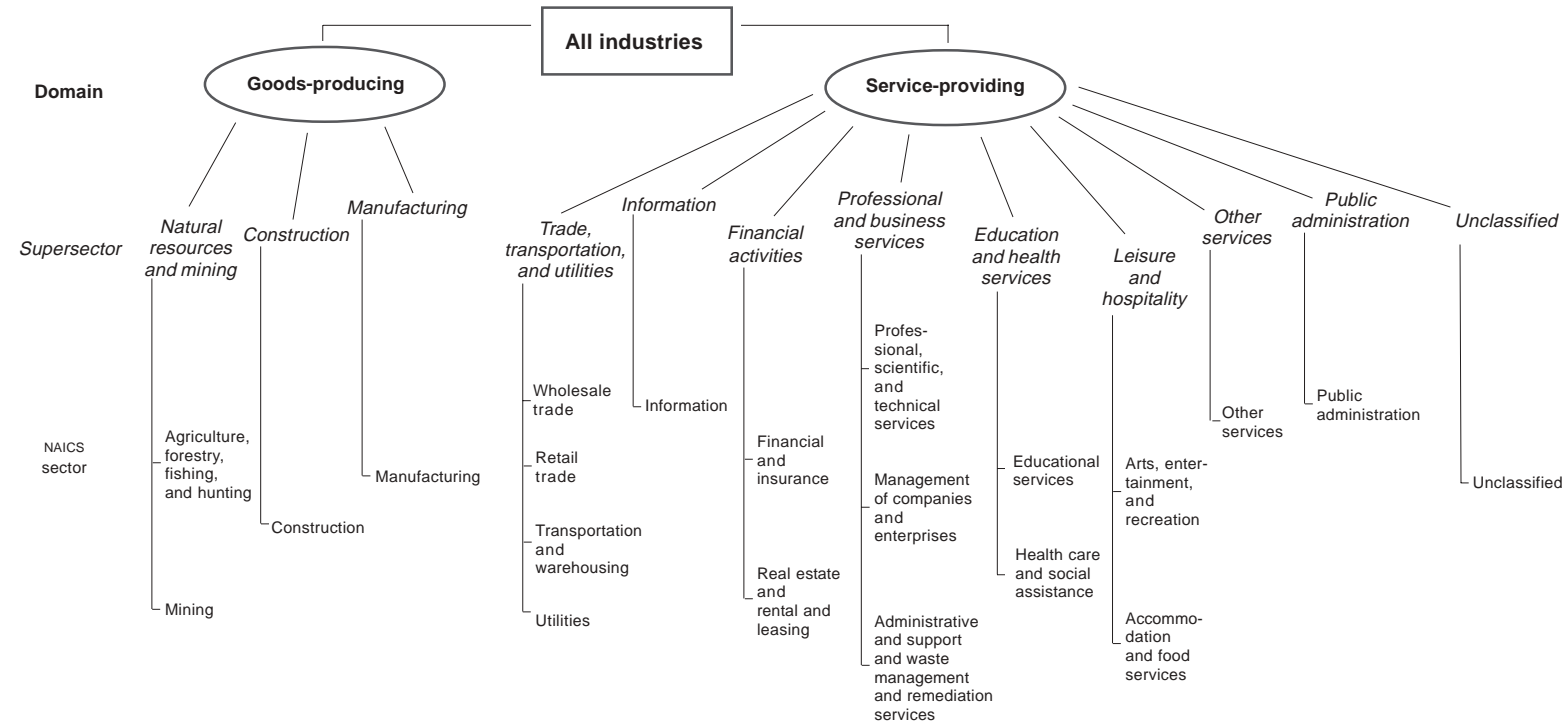 All industries
Domain
Goods-producing
Service-providing
Supersector
Natural
resources
and mining
Construction
Manufacturing
Trade,
transportation,
and utilities
Information
Financial
activities
Professional
and business
services
Education
and health
services
Leisure
and
hospitality
Other
services
Public
administration
Unclassified
NAICS
sector
Agriculture,
forestry,
fishing,
and hunting
Mining
Construction
Manufacturing
Wholesale
trade
Retail
trade
Transportation
and
warehousing
Utilities
Information
Financial
and
insurance
Real estate
and
rental and
leasing
Profes-
sional,
scientific,
and
technical
services
Management
of companies
and
enterprises
Administrative
and support
and waste
management
and remediation
services
Educational
services
Health care
and social
assistance
Arts, enter-
tainment,
and
recreation
Accommo-
dation
and food
services
Other
services
Public
administration
Unclassified